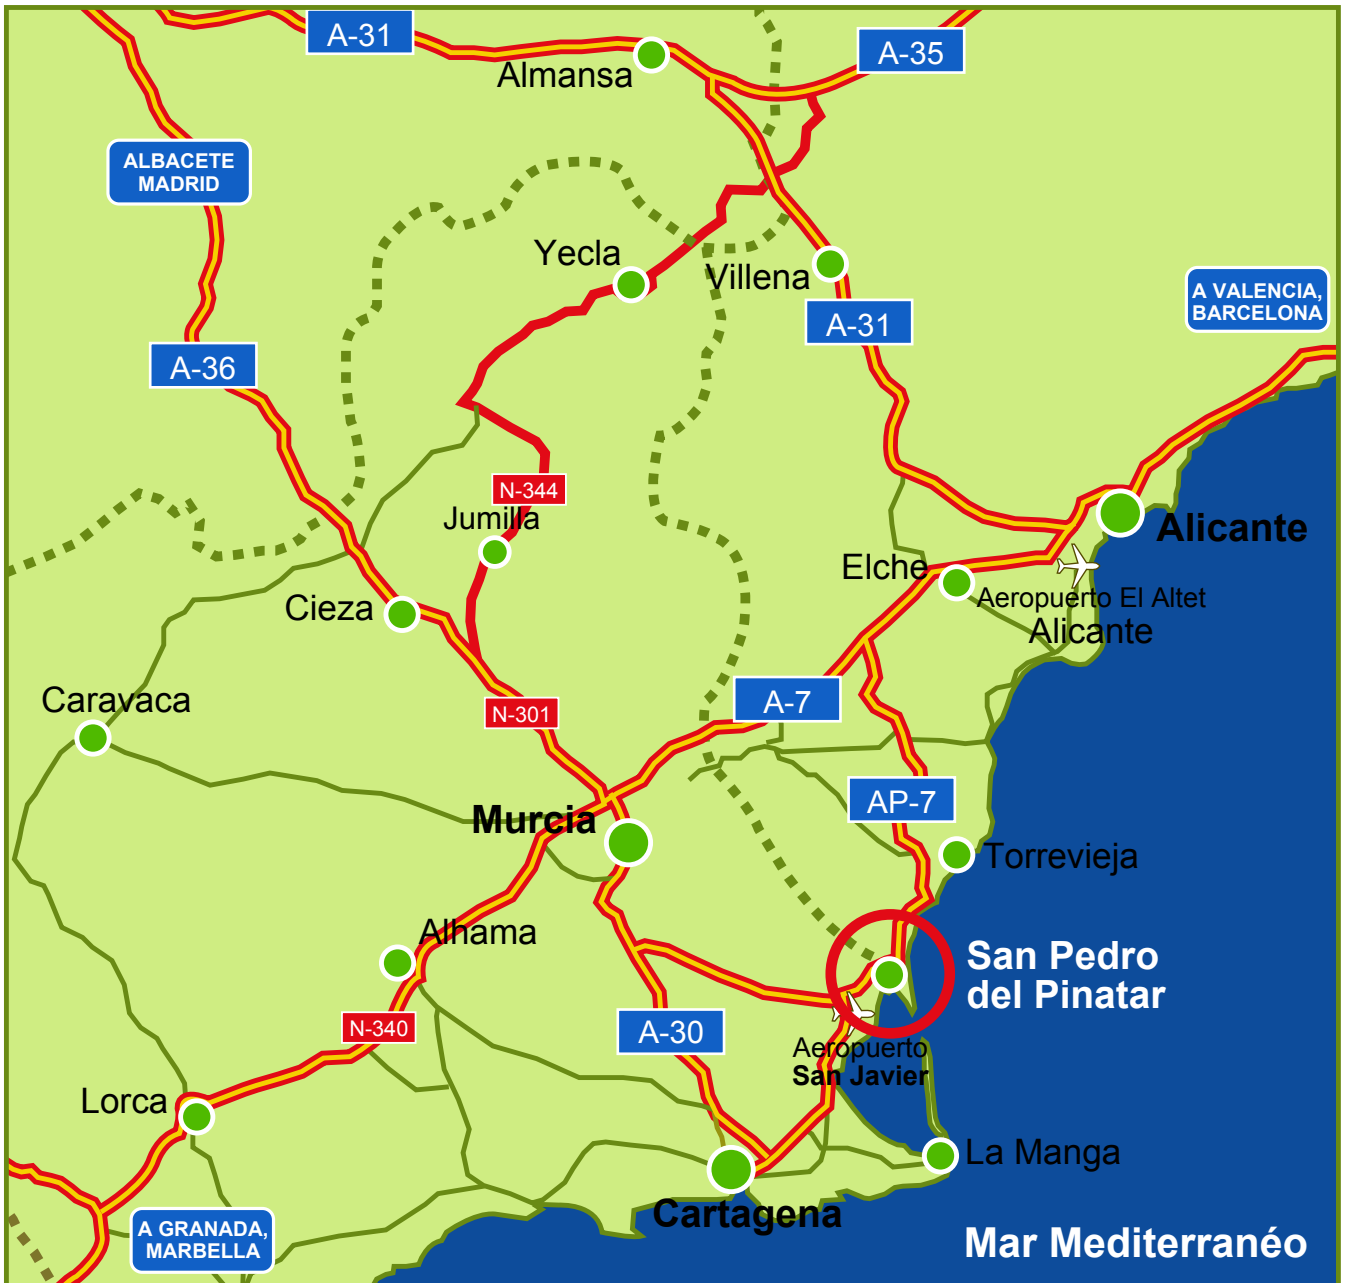 A-31
A-35
Almansa
ALBACETE
MADRID
Yecla
Villena
A VALENCIA,
BARCELONA
A-31
A-36
N-344
Jumilla
Alicante
Elche
Aeropuerto El Altet
Alicante
Cieza
Caravaca
A-7
N-301
AP-7
Murcia
Torrevieja
Alhama
San Pedro
del Pinatar
N-340
A-30
Aeropuerto
San Javier
Lorca
La Manga
Cartagena
A GRANADA,
MARBELLA
Mar Mediterranéo